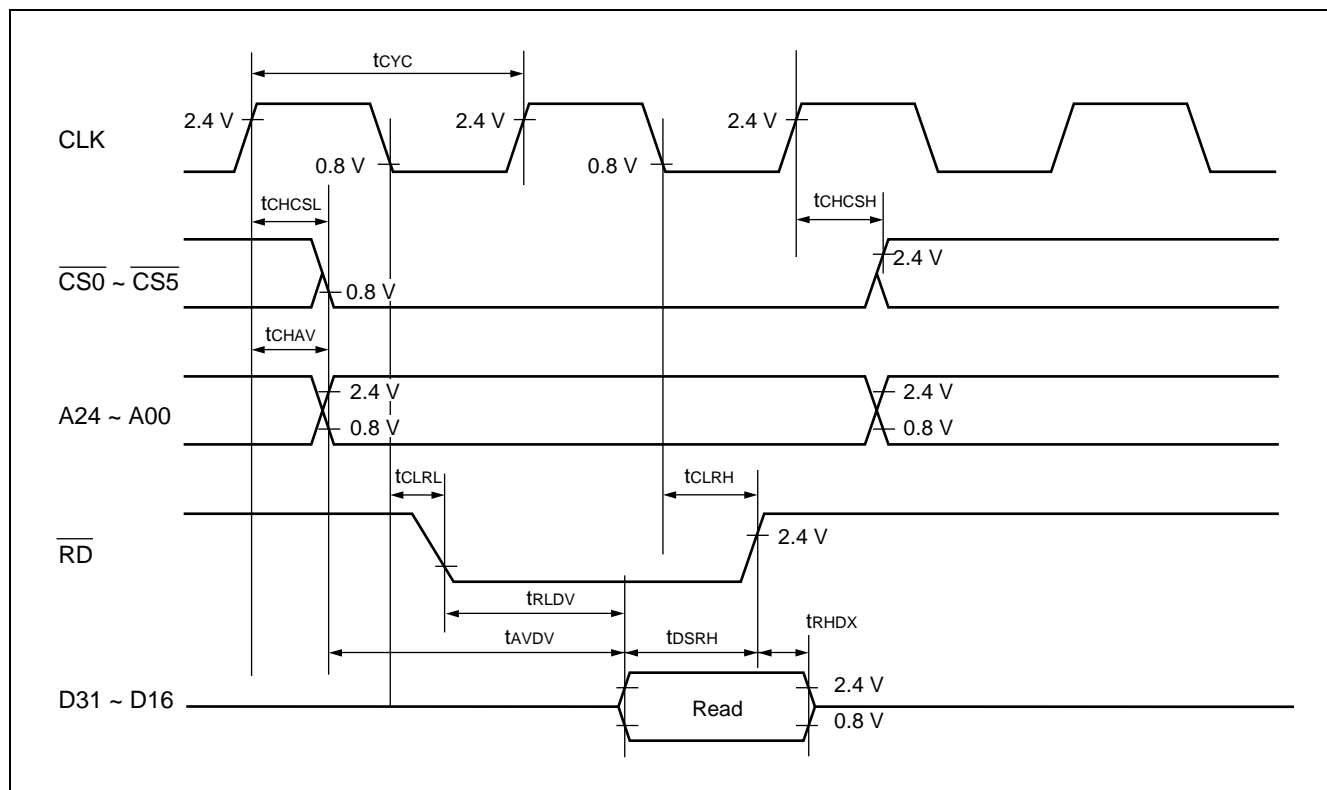 tCYC
2.4 V
2.4 V
2.4 V
CLK
0.8 V
0.8 V
tCHCSL
tCHCSH
2.4 V
CS0 ~ CS5
0.8 V
tCHAV
2.4 V
2.4 V
A24 ~ A00
0.8 V
0.8 V
tCLRL
tCLRH
2.4 V
RD
tRLDV
tAVDV
tDSRH
tRHDX
2.4 V
D31 ~ D16
Read
0.8 V